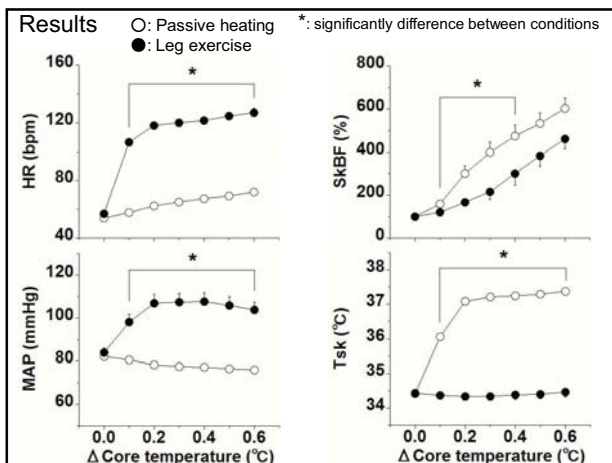 Results
○: Passive heating
●: Leg exercise
*: significantly difference between conditions
HR (bpm)
160
120
80
40
*
SkBF (%)
800
600
400
200
0
*
MAP (mmHg)
120
100
80
60
*
0.0 0.2 0.4 0.6
Δ Core temperature (℃)
Tsk (℃)
38
37
36
35
34
*
0.0 0.2 0.4 0.6
Δ Core temperature (℃)